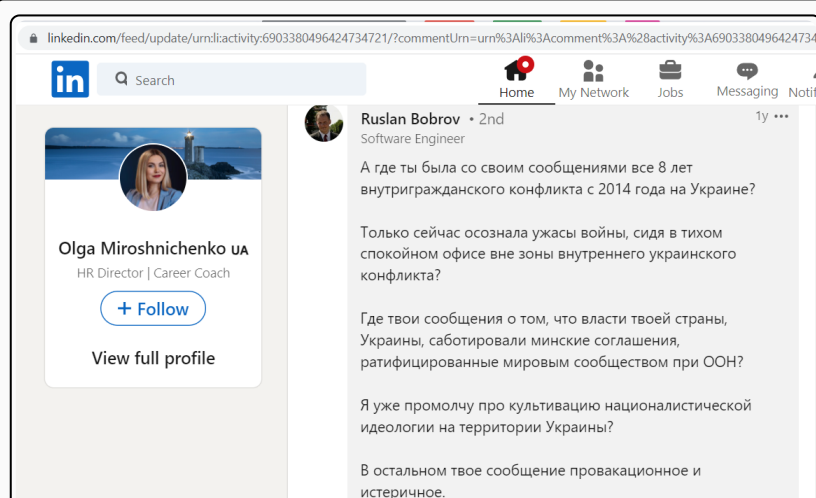 linkedin.com/feed/update/urn:li:activity:6903380496424734721/?commentUrn=urn%3Ali%3Acomment%3A%28activity%3A6903380496424734
in
Search
Home
My Network
Jobs
Messaging
Olga Miroshnichenko UA
HR Director | Career Coach
+ Follow
View full profile
Ruslan Bobrov • 2nd
1y •••
Software Engineer
А где ты была со своим сообщениями все 8 лет
внутригражданского конфликта с 2014 года на Украине?
Только сейчас осознала ужасы войны, сидя в тихом
спокойном офисе вне зоны внутреннего украинского
конфликта?
Где твои сообщения о том, что власти твоей страны,
Украины, саботировали минские соглашения,
ратифицированные мировым сообществом при ООН?
Я уже промолчу про культивацию националистической
идеологии на территории Украины?
В остальном твое сообщение провакационное и
истеричное.